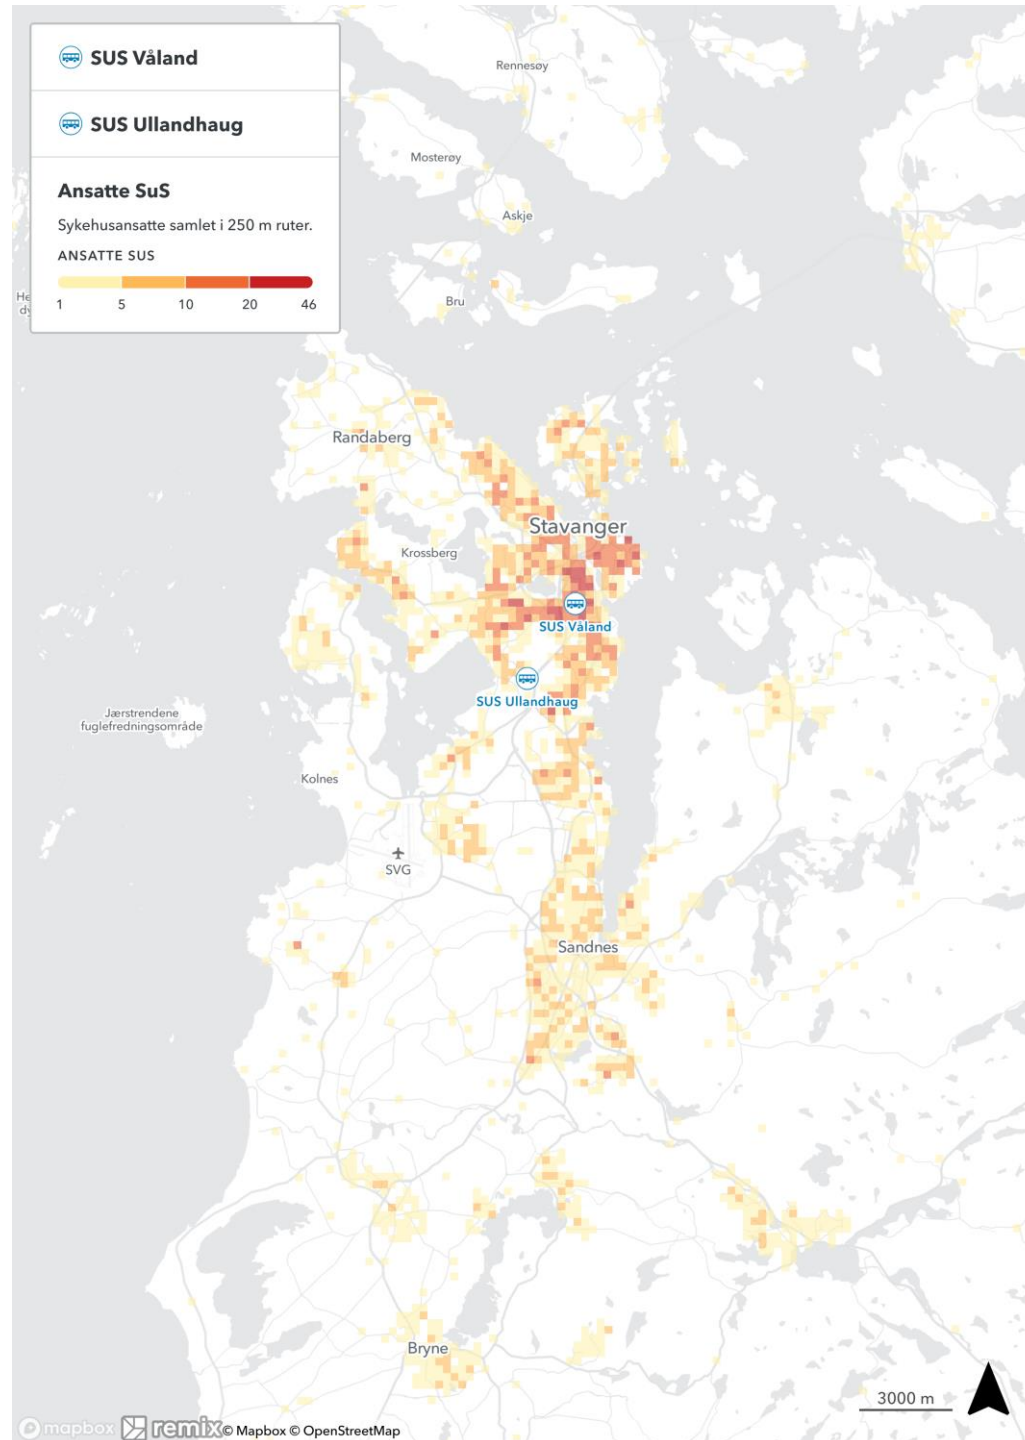 SUS Våland
SUS Ullandhaug
Ansatte SuS
Sykehusansatte samlet i 250 m ruter.
ANSATTE SUS
1 5 10 20 46
Rennesøy
Mosterøy
Askje
Bru
Randaberg
Stavanger
Krossberg
SUS Våland
SUS Ullandhaug
Jærstrendene
fuglefredningsområde
Kolnes
SVG
Sandnes
Bryne
3000 m
mapbox remix © Mapbox © OpenStreetMap